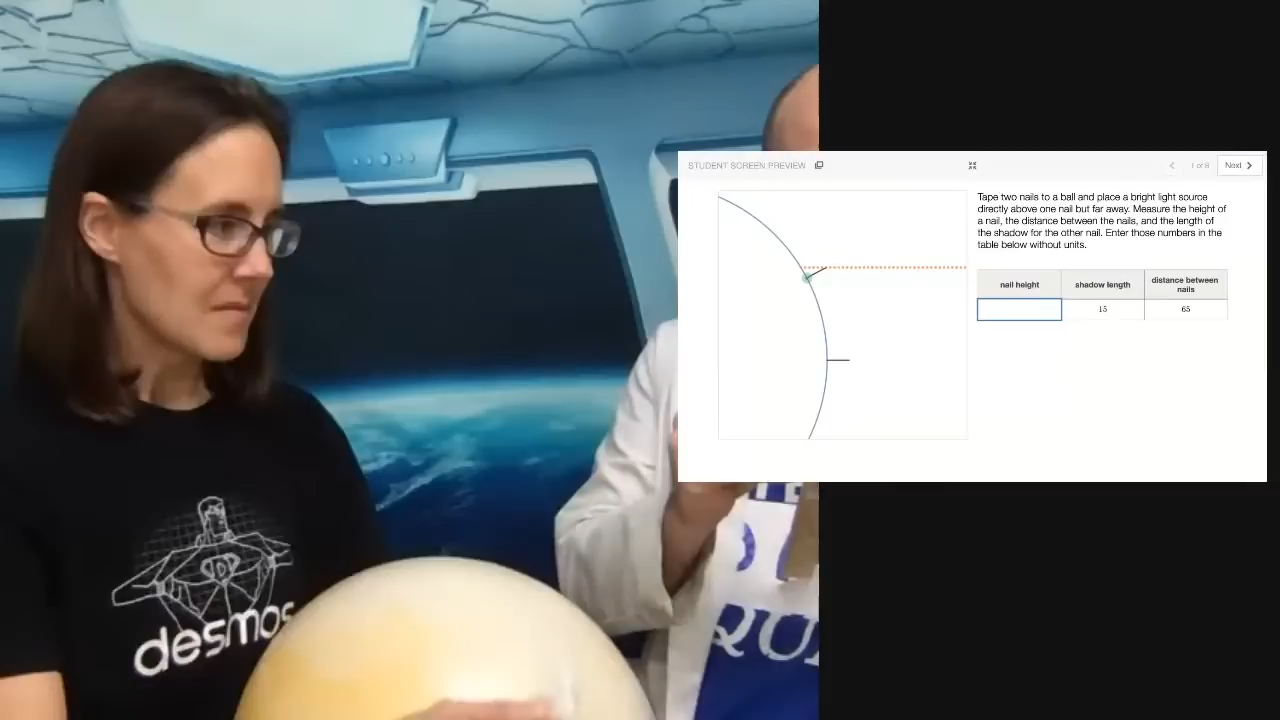 STUDENT SCREEN PREVIEW
1 of 8
Next
Tape two nails to a ball and place a bright light source
directly above one nail but far away. Measure the height of
a nail, the distance between the nails, and the length of
the shadow for the other nail. Enter those numbers in the
table below without units.
nail height
shadow length
distance between
nails
15
65
D
desmos
QU